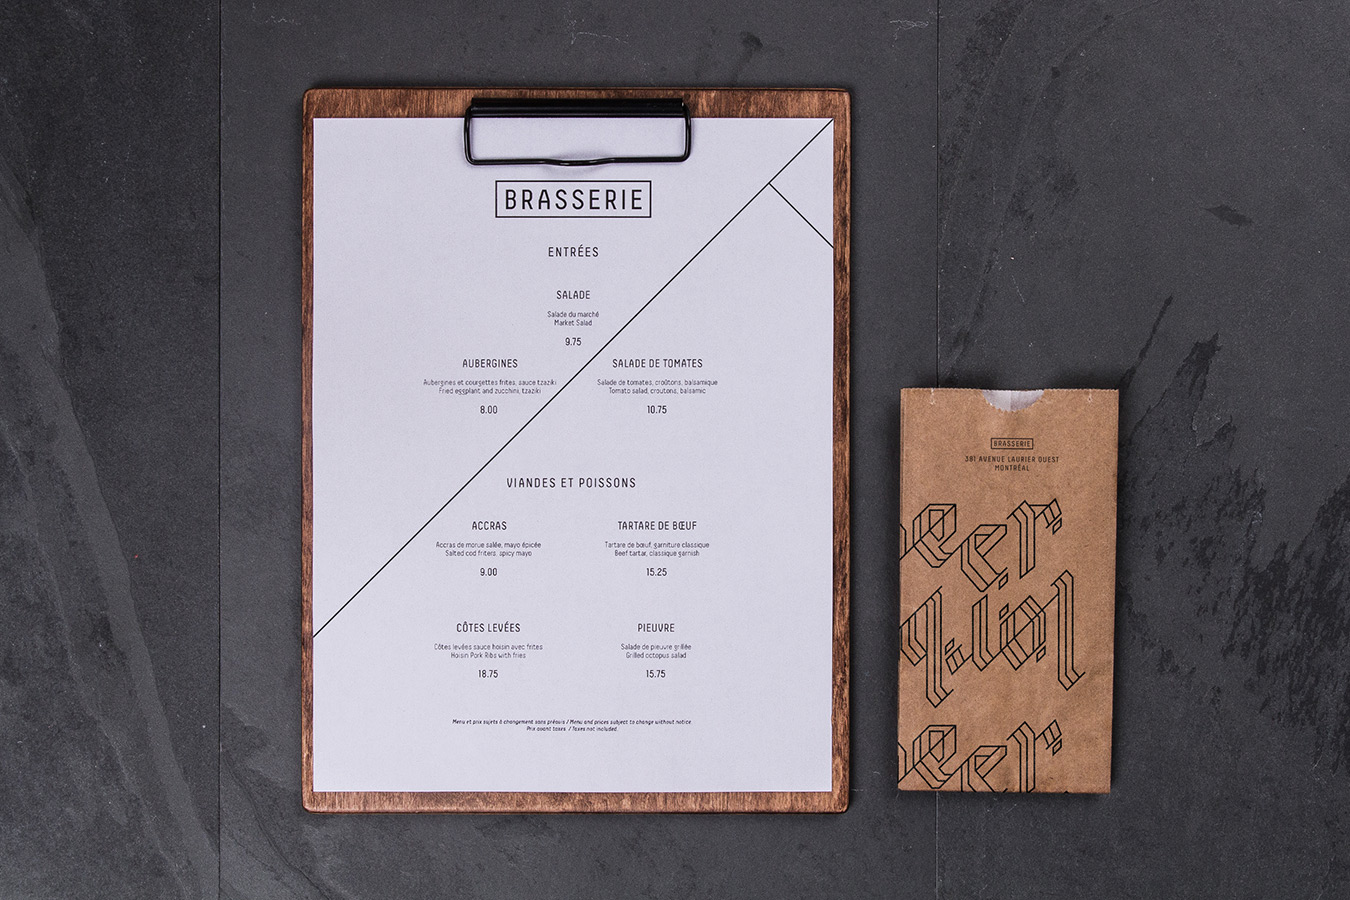 BRASSERIE
ENTRÉES
SALADE
Salade du marché
Market Salad
9.75
AUBERGINES
Aubergines et courgettes frites, sauce tzaziki
Fried eggplant and zucchini, tzaziki
8.00
SALADE DE TOMATES
Salade de tomates, croûtons, balsamique
Tomato salad, croutons, balsamic
10.75
VIANDES ET POISSONS
ACCRAS
Accras de morue salée, mayo épicée
Salted cod friters, spicy mayo
9.00
TARTARE DE BŒUF
Tartare de bœuf, garniture classique
Beef tartar, classique garnish
15.25
CÔTES LEVÉES
Côtes levées sauce hoisin avec frites
Hoisin Pork Ribs with fries
18.75
PIEUVRE
Salade de pieuvre grillée
Grilled octopus salad
15.75
Menu et prix sujets à changement sans préavis / Menu and prices subject to change without notice
Prix avant taxes / Taxes not included.
BRASSERIE
381 AVENUE LAURIER OUEST
MONTRÉAL